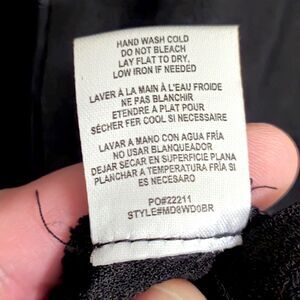 HAND WASH COLD
DO NOT BLEACH
LAY FLAT TO DRY,
LOW IRON IF NEEDED
LAVER À LA MAIN À L'EAU FROIDE
NE PAS BLANCHIR
ETENDRE A PLAT POUR
SÉCHER FER COOL SI NECESSAIRE
LAVAR A MANO CON AGUA FRÍA
NO USAR BLANQUEADOR
DEJAR SECAR EN SUPERFICIE PLANA
PLANCHAR A TEMPERATURA FRÍA SI
ES NECESARO
PO#22211
STYLE#MD8WD0BR